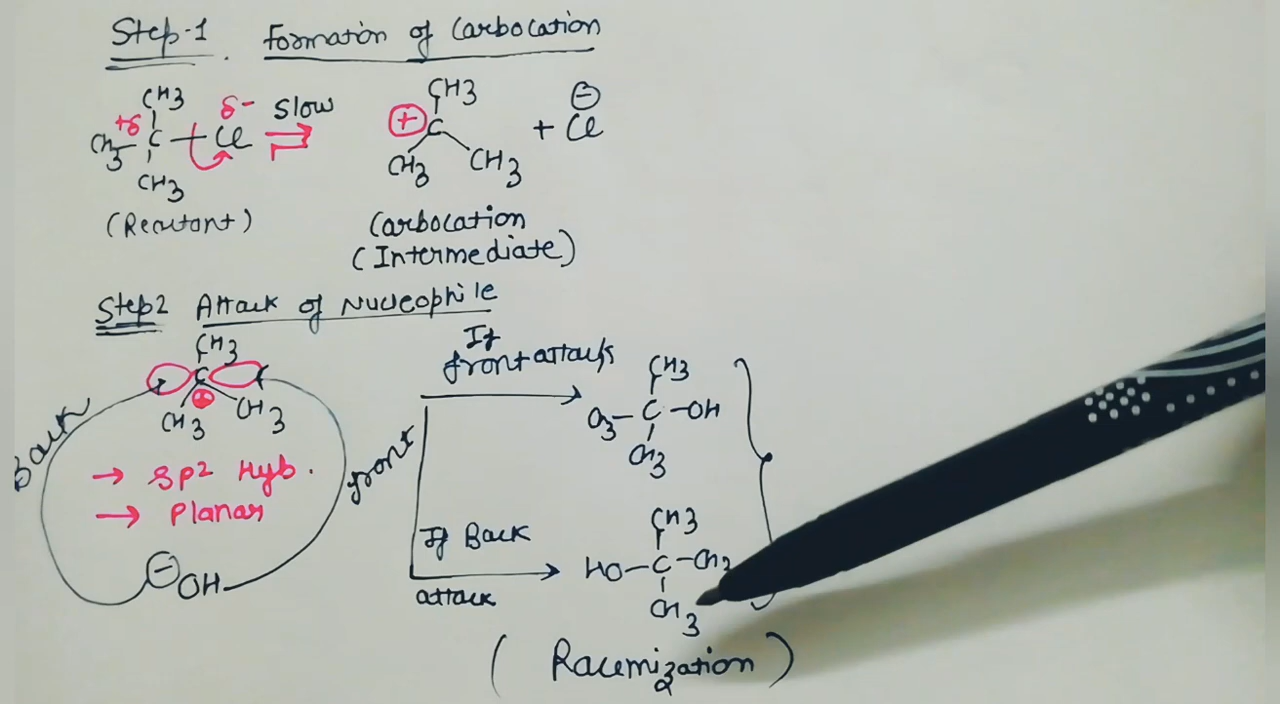 Step-1. Formation of Carbocation
CH3
+δ δ- Slow
CH3-C-Cl
CH3
(Reactant)
CH3
+ C + Cl ⊖
CH3 CH3
Carbocation
(Intermediate)
Step2 Attack of Nucleophile
CH3
C
CH3 CH3
Back
front
→ SP2 Hyb.
→ Planar
⊖OH
If
front attacks
CH3
C3-C-OH
CH3
If Back
attack
CH3
HO-C-CH3
CH3
(Racemization)